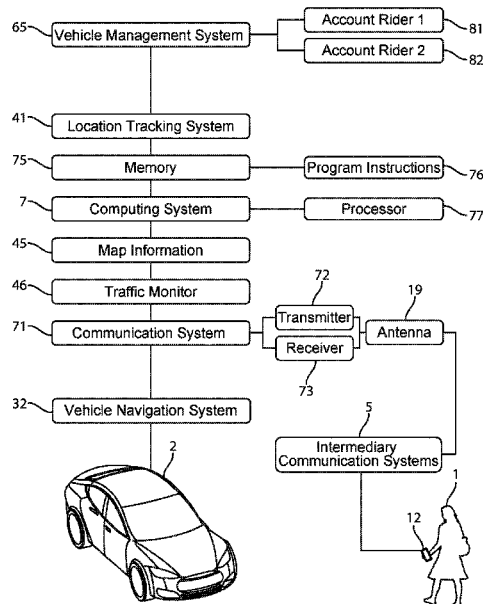 65 Vehicle Management System
Account Rider 1 81
Account Rider 2 82
41 Location Tracking System
75 Memory
Program Instructions 76
7 Computing System
Processor 77
45 Map Information
46 Traffic Monitor
71 Communication System
72
Transmitter
Receiver
73
19
Antenna
32 Vehicle Navigation System
2
5
Intermediary
Communication Systems
1
12